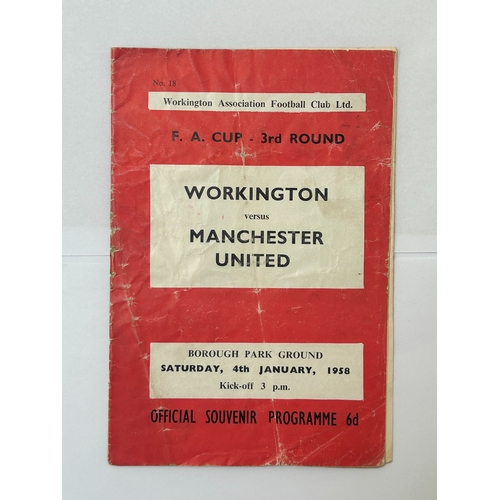 No. 18
Workington Association Football Club Ltd.
F. A. CUP - 3rd ROUND
WORKINGTON
versus
MANCHESTER
UNITED
BOROUGH PARK GROUND
SATURDAY, 4th JANUARY, 1958
Kick-off 3 p.m.
OFFICIAL SOUVENIR PROGRAMME 6d